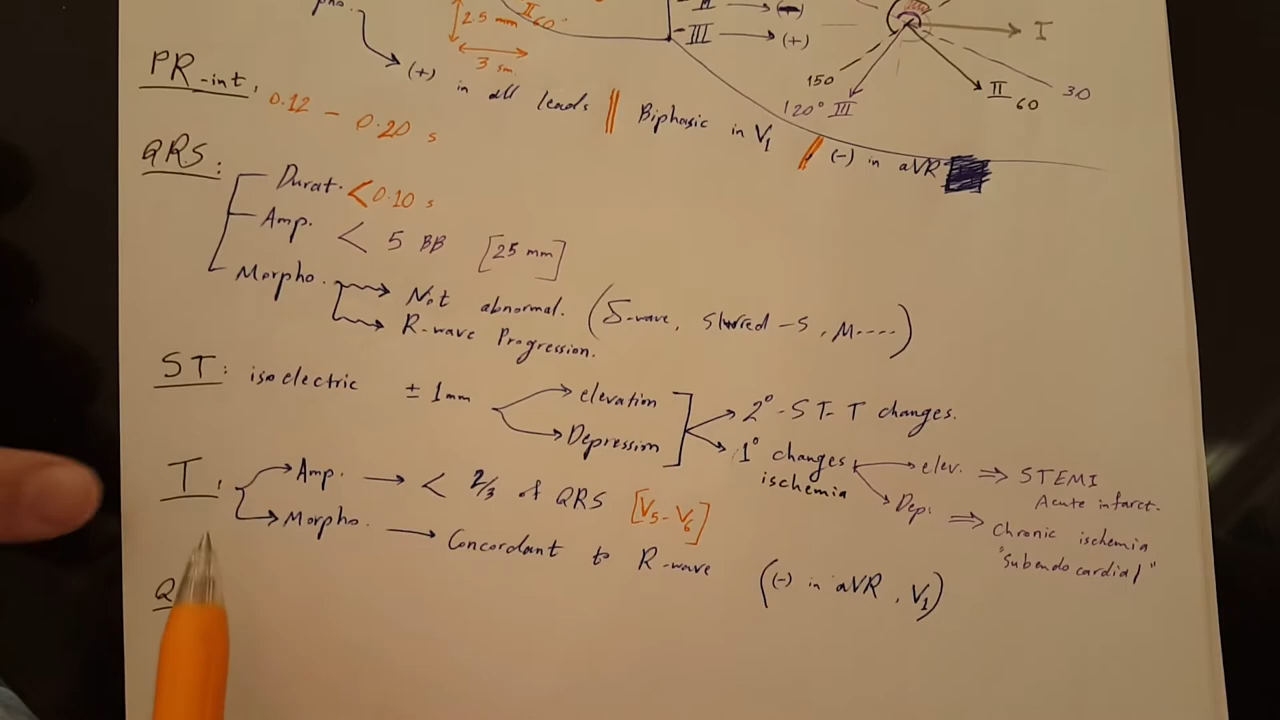 II → (-)
III → (+)
I
2.5 mm
II 60°
3 sm.
(+) in all leads || Biphasic in V1 // (-) in aVR
150
120° III
II 60
30
PR-int. 0.12 - 0.20 s
QRS:
Durat. < 0.10 s
Amp. < 5 BB [25 mm]
Morpho. → Not abnormal. (δ-wave, Slurred-S, M....)
→ R-wave Progression.
ST: isoelectric ± 1mm → elevation
→ Depression
→ 2°-ST-T changes.
→ 1° changes ischemia
→ elev. ⇒ STEMI
Acute infarct.
→ Dep. ⇒ Chronic ischemia
"Subendocardial"
T: Amp. → < 2/3 of QRS [V5-V6]
Morpho. → Concordant to R-wave ((-) in aVR, V1)
Q